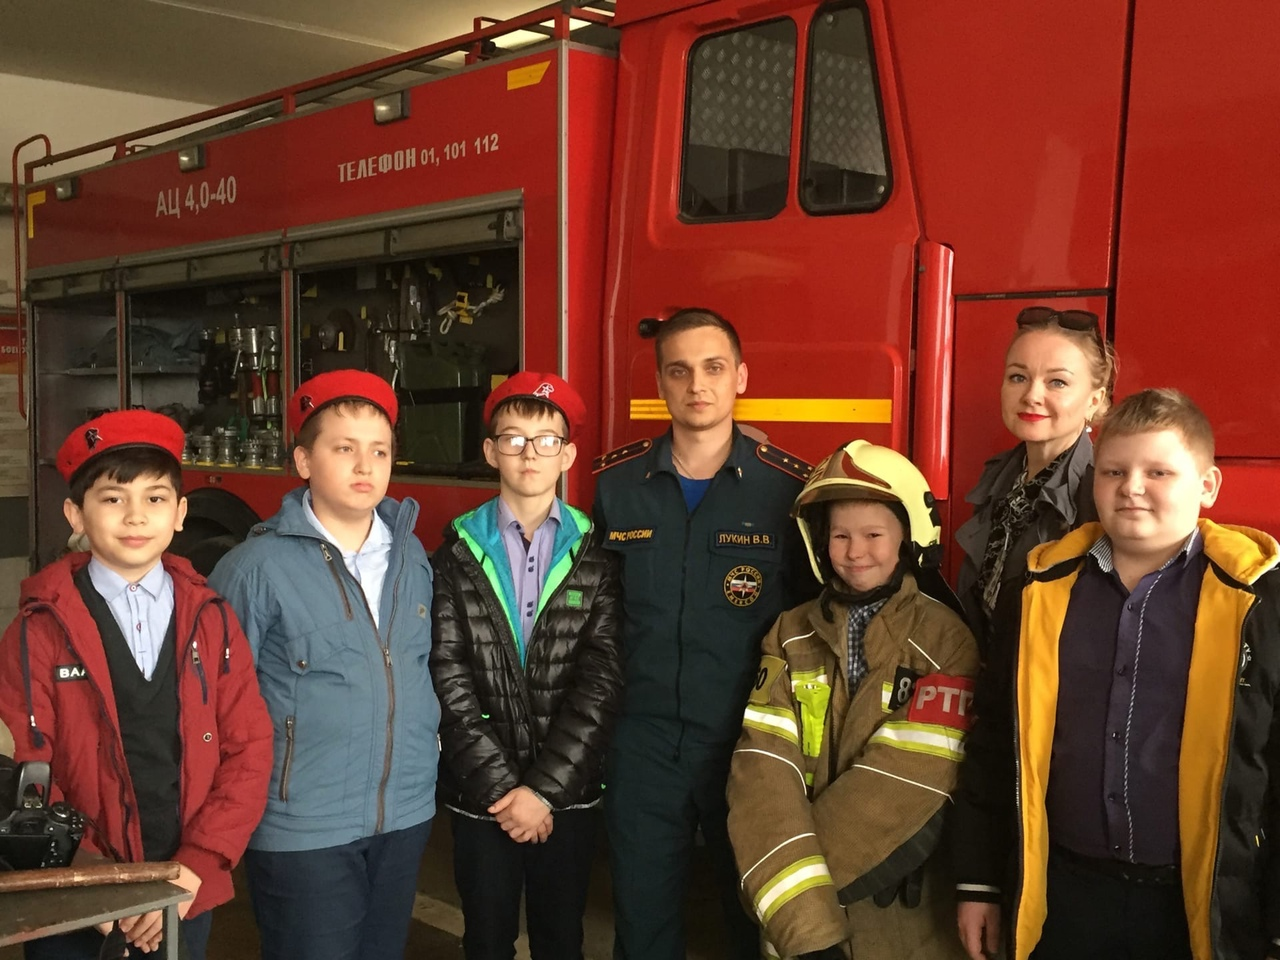 АЦ 4,0-40
ТЕЛЕФОН 01, 101 112
МЧС РОССИИ
ЛУКИН В.В.
РТП